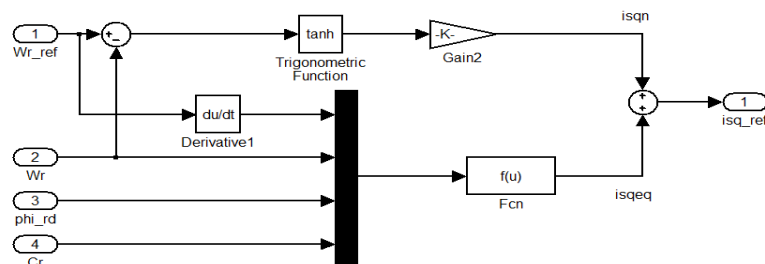 isqn
1
Wr_ref
+
−
tanh
Trigonometric
Function
-K-
Gain2
+
+
1
isq_ref
du/dt
Derivative1
2
Wr
f(u)
Fcn
isqeq
3
phi_rd
4
Cr